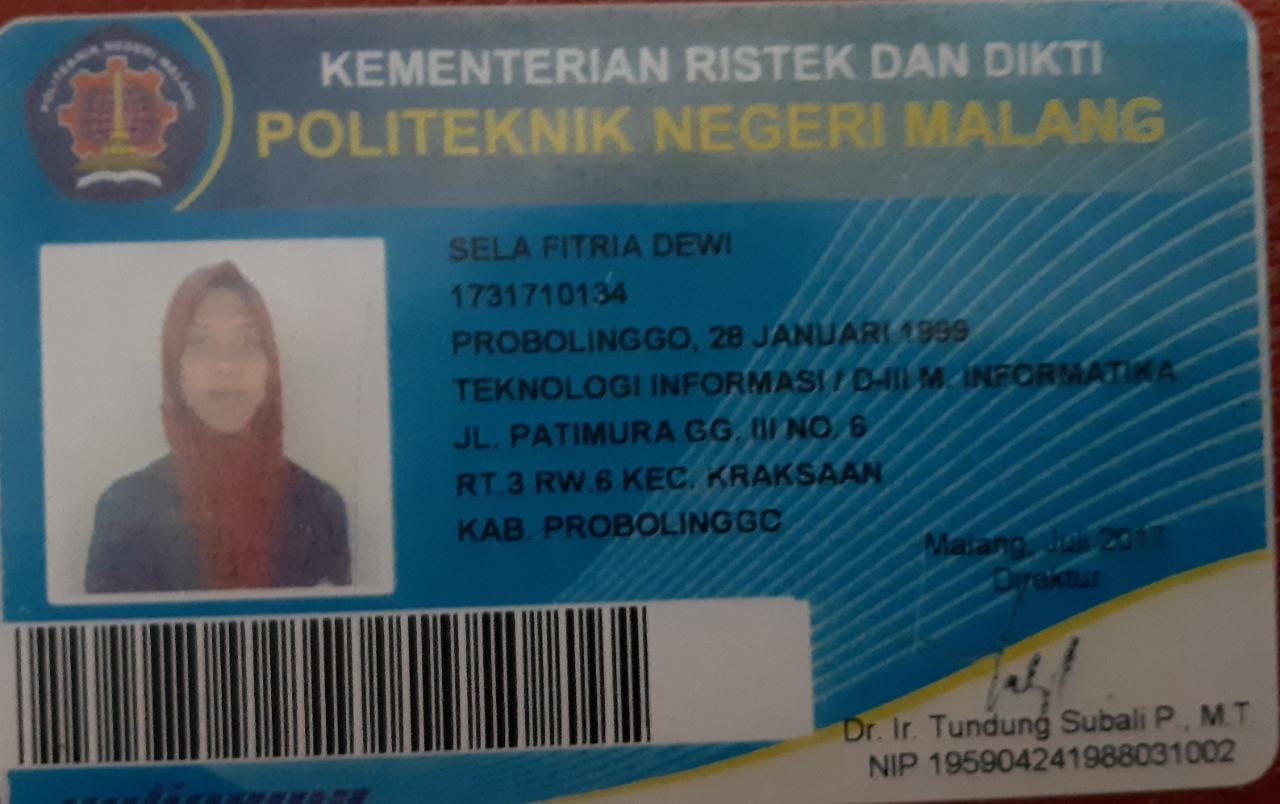 POLITEKNIK NEGERI MALANG
KEMENTERIAN RISTEK DAN DIKTI
POLITEKNIK NEGERI MALANG
SELA FITRIA DEWI
1731710134
PROBOLINGGO, 28 JANUARI 1999
TEKNOLOGI INFORMASI / D-III M. INFORMATIKA
JL. PATIMURA GG. III NO. 6
RT.3 RW.6 KEC. KRAKSAAN
KAB. PROBOLINGGO
Malang, Juli 2017
Direktur
Dr. Ir. Tundung Subali P., M.T
NIP 195904241988031002